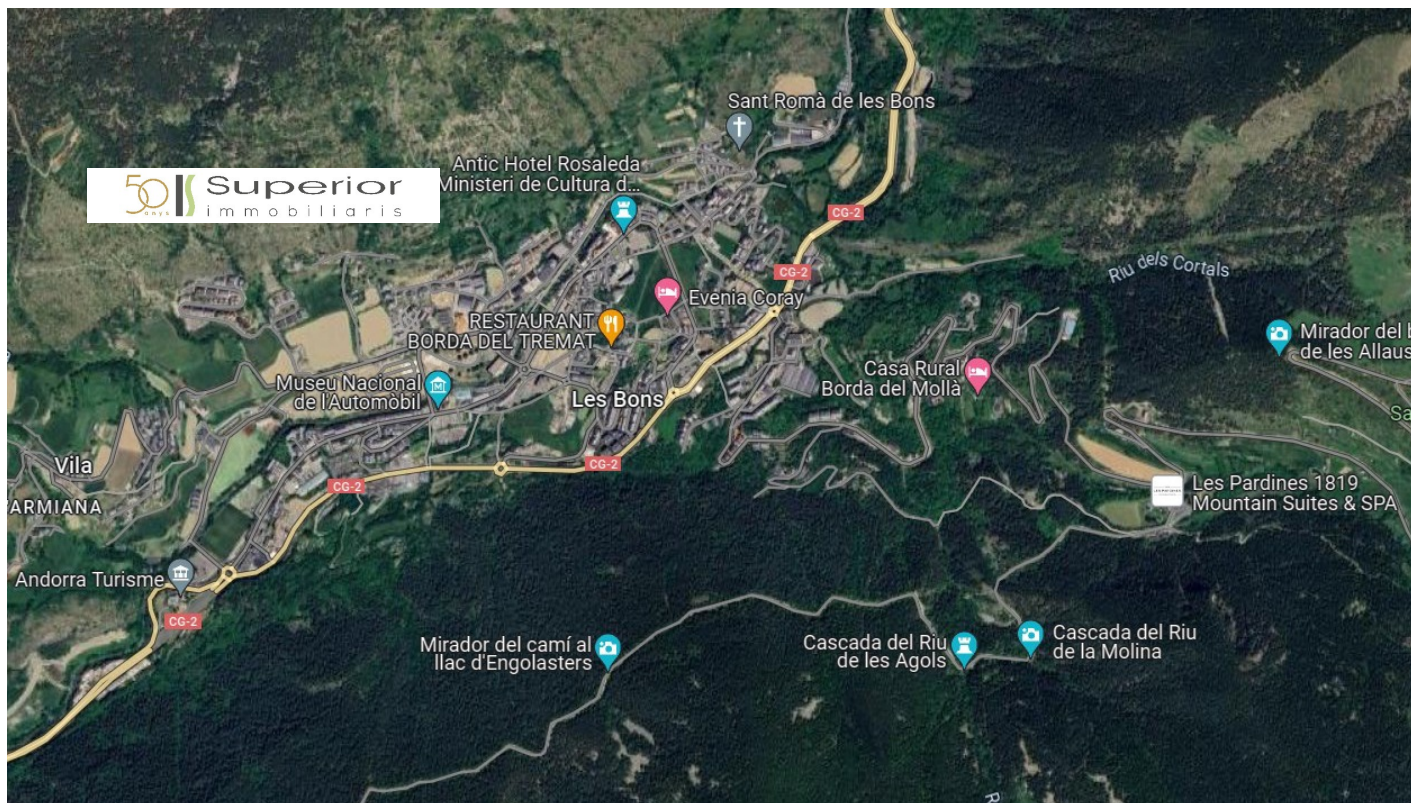 Sant Romà de les Bons
Antic Hotel Rosaleda
Ministeri de Cultura d...
50 anys
Superior
immobiliaris
CG-2
CG-2
Riu dels Cortals
Evenia Coray
RESTAURANT
BORDA DEL TREMAT
Mirador del b
de les Allaus
Casa Rural
Borda del Mollà
Museu Nacional
de l'Automòbil
Les Bons
Sa
Vila
CG-2
CG-2
ARMIANA
Les Pardines 1819
Mountain Suites & SPA
Andorra Turisme
CG-2
Mirador del camí al
llac d'Engolasters
Cascada del Riu
de les Agols
Cascada del Riu
de la Molina
R